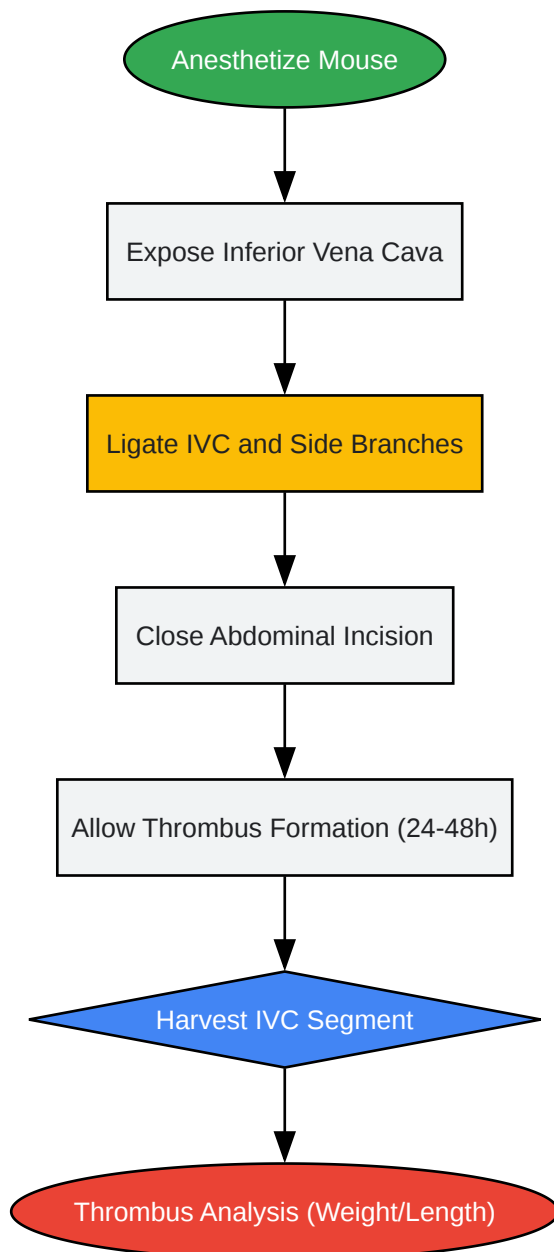 Anesthetize Mouse
Expose Inferior Vena Cava
Ligate IVC and Side Branches
Close Abdominal Incision
Allow Thrombus Formation (24-48h)
Harvest IVC Segment
Thrombus Analysis (Weight/Length)